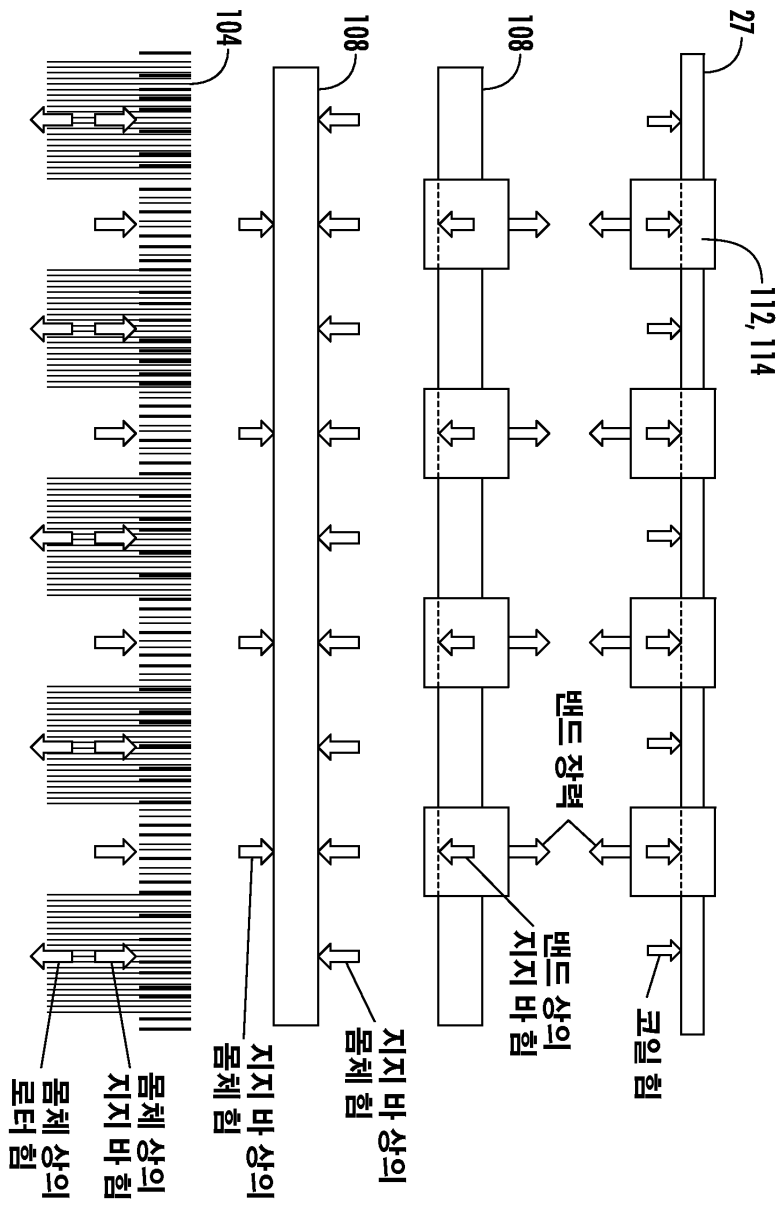 27
112, 114
108
108
104
코일 힘
밴드 장력
밴드 상의
지지 바 힘
지지 바 상의
몸체 힘
지지 바 상의
몸체 힘
몸체 상의
지지 바 힘
몸체 상의
로터 힘